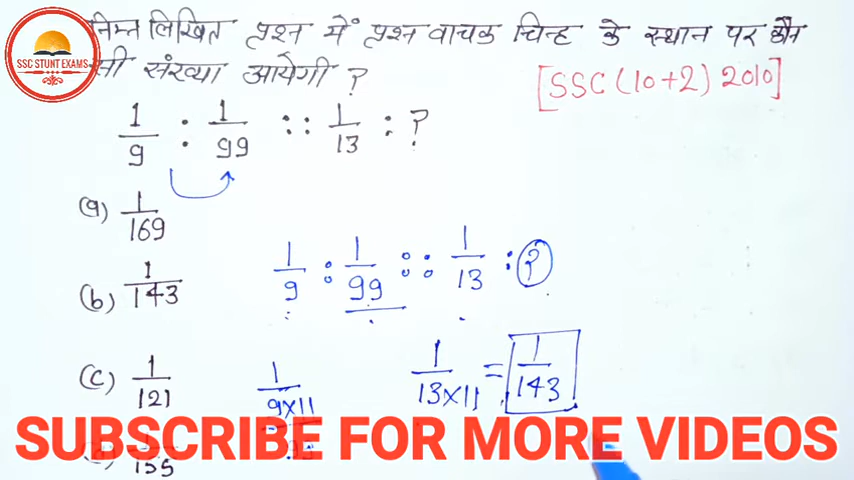 SSC STUNT EXAMS
निम्न लिखित प्रश्न में प्रश्न वाचक चिन्ह के स्थान पर कौन
सी संख्या आयेगी ?
[SSC (10+2) 2010]
1/9 : 1/99 :: 1/13 : ?
(a) 1/169
(b) 1/143
1/9 : 1/99 :: 1/13 : ?
(c) 1/121
1/9×11
1/13×11 = 1/143
SUBSCRIBE FOR MORE VIDEOS